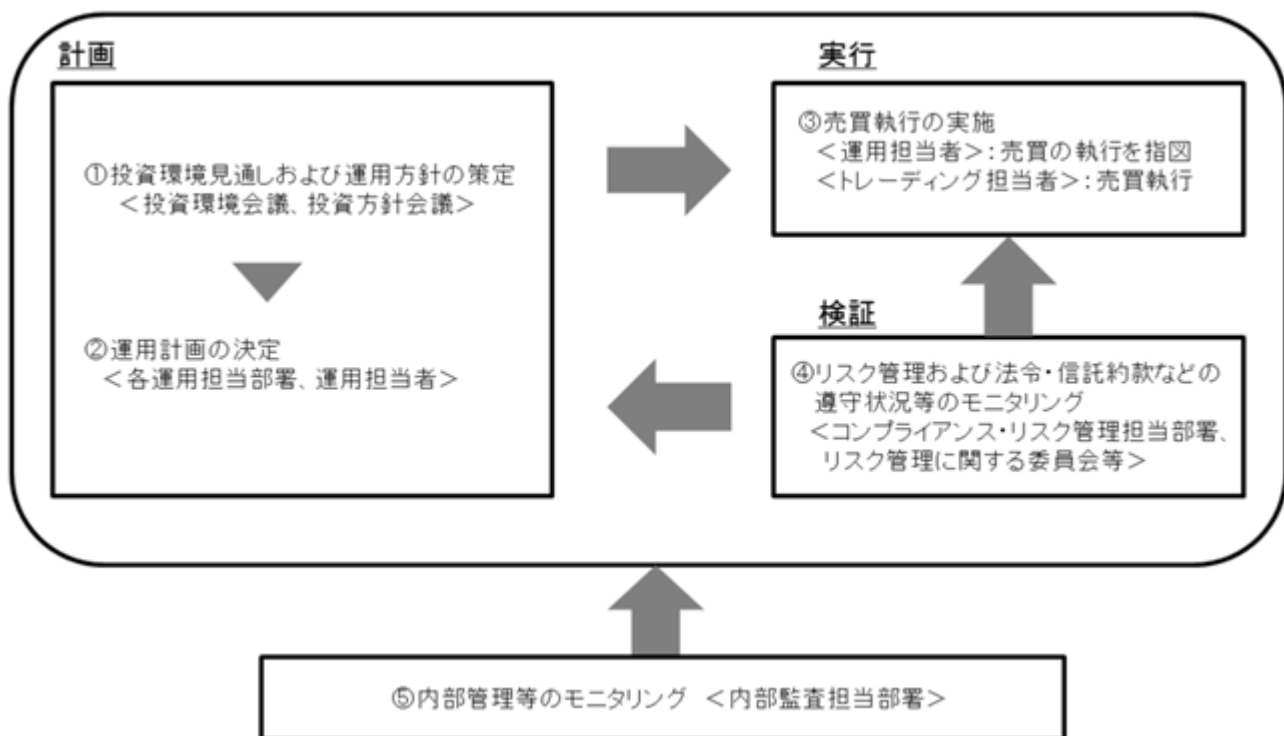 計画
①投資環境見通しおよび運用方針の策定
<投資環境会議、投資方針会議>
②運用計画の決定
<各運用担当部署、運用担当者>
実行
③売買執行の実施
<運用担当者>:売買の執行を指図
<トレーディング担当者>:売買執行
検証
④リスク管理および法令・信託約款などの
遵守状況等のモニタリング
<コンプライアンス・リスク管理担当部署、
リスク管理に関する委員会等>
⑤内部管理等のモニタリング <内部監査担当部署>